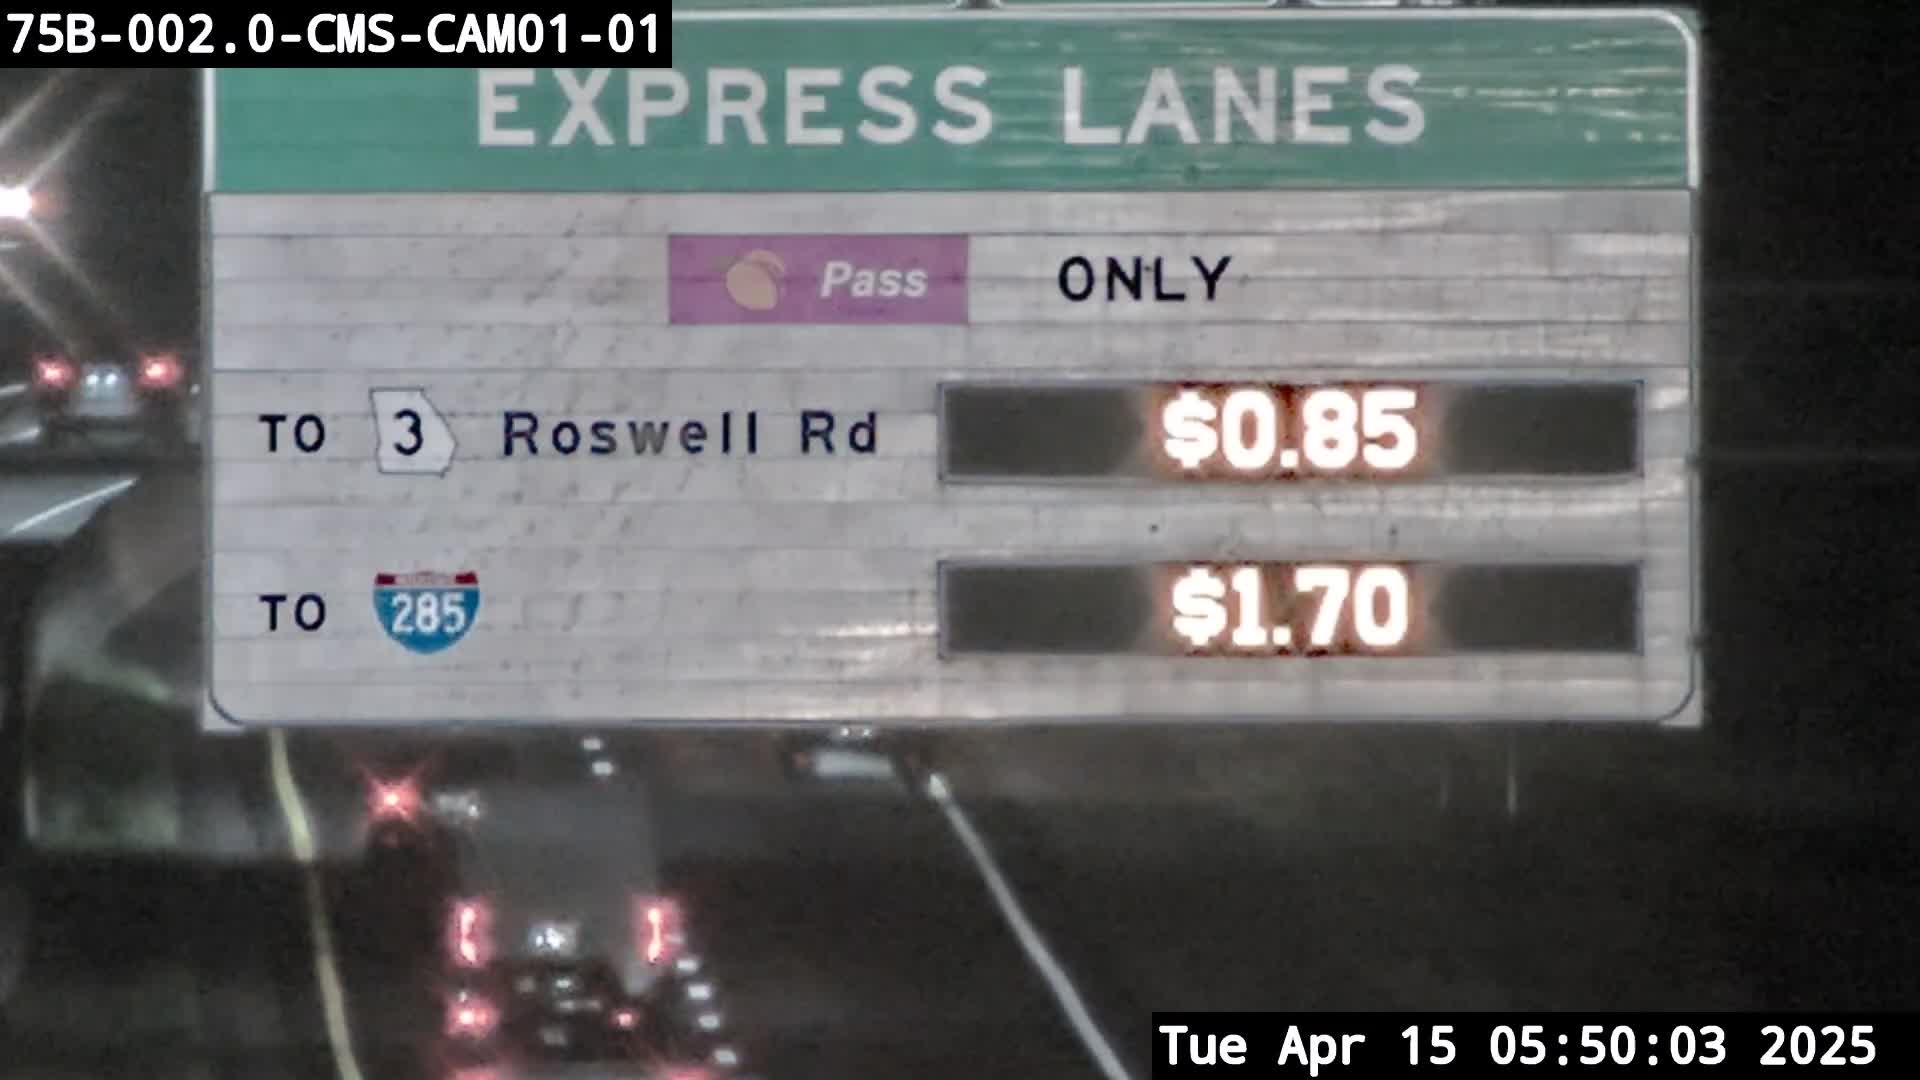 75B-002.0-CMS-CAM01-01
EXPRESS LANES
Pass ONLY
TO 3 Roswell Rd $0.85
TO 285 $1.70
Tue Apr 15 05:50:03 2025